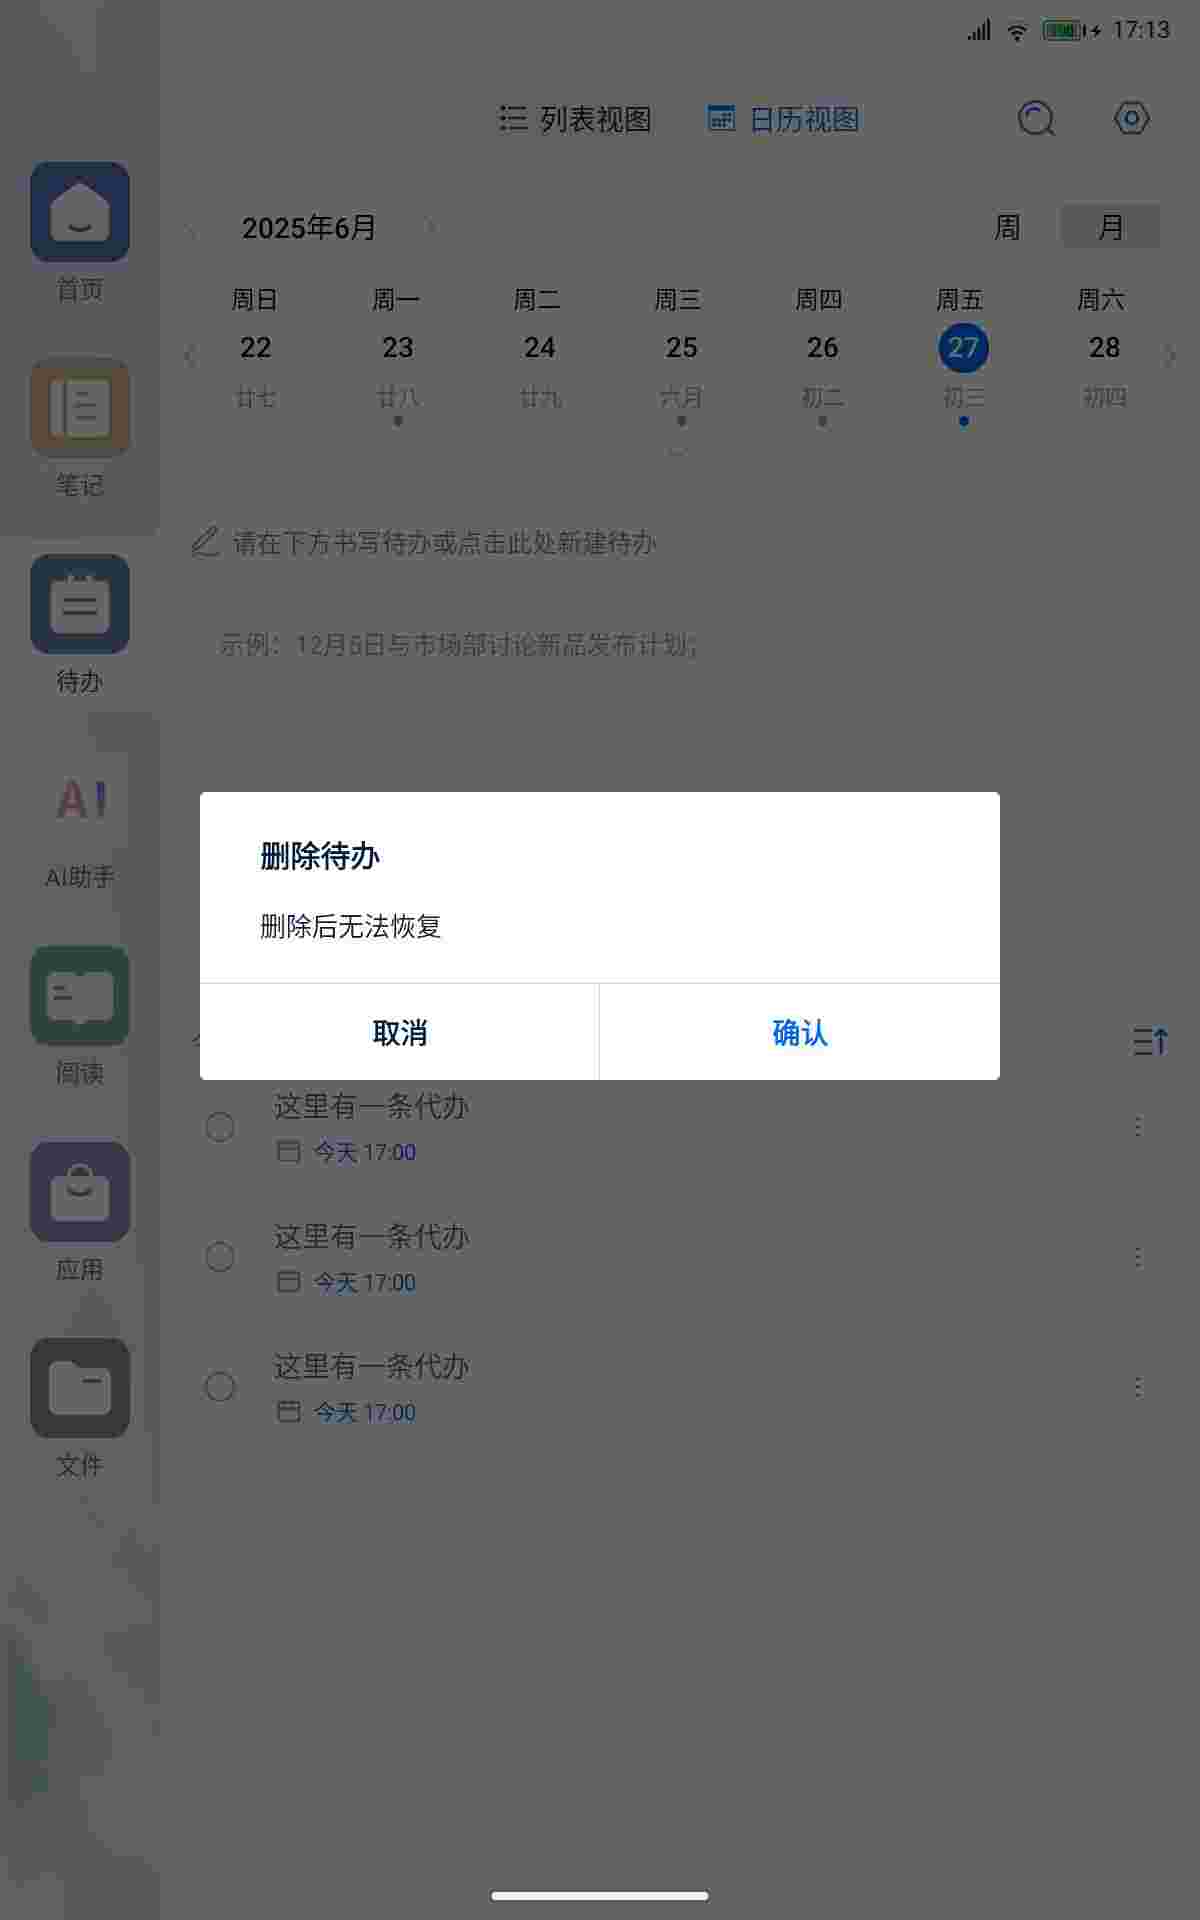 17:13
列表视图 日历视图
2025年6月 周 月
周日 周一 周二 周三 周四 周五 周六
22 23 24 25 26 27 28
廿七 廿八 廿九 六月 初二 初三 初四
请在下方书写待办或点击此处新建待办
示例：12月6日与市场部讨论新品发布计划；
首页
笔记
待办
AI
AI助手
阅读
应用
文件
删除待办
删除后无法恢复
取消 确认
这里有一条代办
今天 17:00
这里有一条代办
今天 17:00
这里有一条代办
今天 17:00